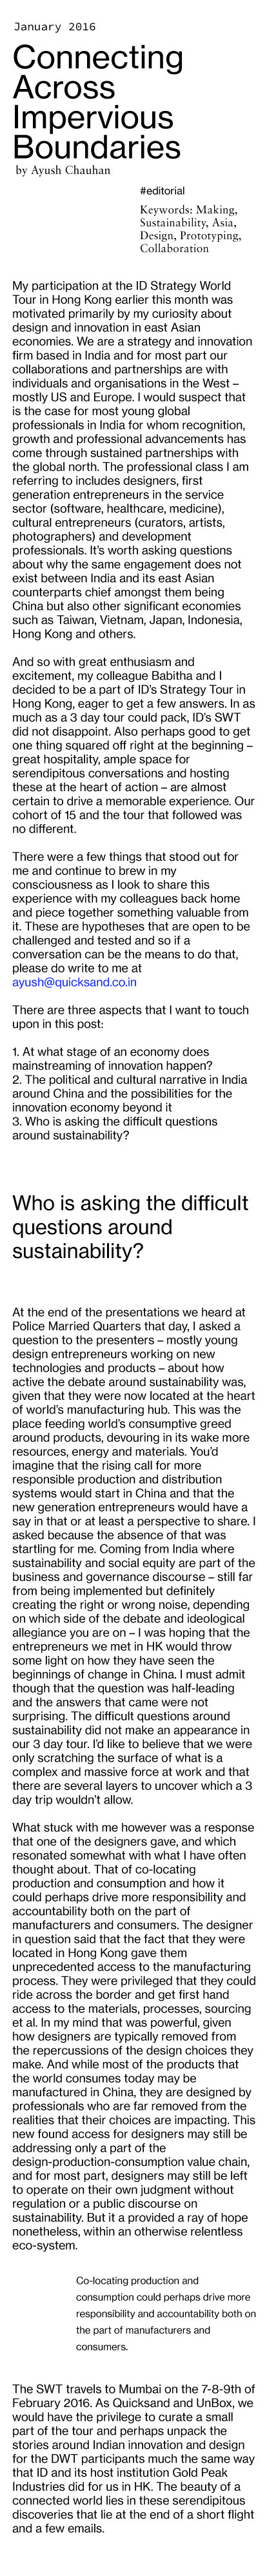 January 2016
Connecting
Across
Impervious
Boundaries
by Ayush Chauhan
#editorial
Keywords: Making,
Sustainability, Asia,
Design, Prototyping,
Collaboration
My participation at the ID Strategy World
Tour in Hong Kong earlier this month was
motivated primarily by my curiosity about
design and innovation in east Asian
economies. We are a strategy and innovation
firm based in India and for most part our
collaborations and partnerships are with
individuals and organisations in the West –
mostly US and Europe. I would suspect that
is the case for most young global
professionals in India for whom recognition,
growth and professional advancements has
come through sustained partnerships with
the global north. The professional class I am
referring to includes designers, first
generation entrepreneurs in the service
sector (software, healthcare, medicine),
cultural entrepreneurs (curators, artists,
photographers) and development
professionals. It's worth asking questions
about why the same engagement does not
exist between India and its east Asian
counterparts chief amongst them being
China but also other significant economies
such as Taiwan, Vietnam, Japan, Indonesia,
Hong Kong and others.
And so with great enthusiasm and
excitement, my colleague Babitha and I
decided to be a part of ID's Strategy Tour in
Hong Kong, eager to get a few answers. In as
much as a 3 day tour could pack, ID's SWT
did not disappoint. Also perhaps good to get
one thing squared off right at the beginning –
great hospitality, ample space for
serendipitous conversations and hosting
these at the heart of action – are almost
certain to drive a memorable experience. Our
cohort of 15 and the tour that followed was
no different.
There were a few things that stood out for
me and continue to brew in my
consciousness as I look to share this
experience with my colleagues back home
and piece together something valuable from
it. These are hypotheses that are open to be
challenged and tested and so if a
conversation can be the means to do that,
please do write to me at
ayush@quicksand.co.in
There are three aspects that I want to touch
upon in this post:
1. At what stage of an economy does
mainstreaming of innovation happen?
2. The political and cultural narrative in India
around China and the possibilities for the
innovation economy beyond it
3. Who is asking the difficult questions
around sustainability?
Who is asking the difficult
questions around
sustainability?
At the end of the presentations we heard at
Police Married Quarters that day, I asked a
question to the presenters – mostly young
design entrepreneurs working on new
technologies and products – about how
active the debate around sustainability was,
given that they were now located at the heart
of world's manufacturing hub. This was the
place feeding world's consumptive greed
around products, devouring in its wake more
resources, energy and materials. You'd
imagine that the rising call for more
responsible production and distribution
systems would start in China and that the
new generation entrepreneurs would have a
say in that or at least a perspective to share. I
asked because the absence of that was
startling for me. Coming from India where
sustainability and social equity are part of the
business and governance discourse – still far
from being implemented but definitely
creating the right or wrong noise, depending
on which side of the debate and ideological
allegiance you are on – I was hoping that the
entrepreneurs we met in HK would throw
some light on how they have seen the
beginnings of change in China. I must admit
though that the question was half-leading
and the answers that came were not
surprising. The difficult questions around
sustainability did not make an appearance in
our 3 day tour. I'd like to believe that we were
only scratching the surface of what is a
complex and massive force at work and that
there are several layers to uncover which a 3
day trip wouldn't allow.
What stuck with me however was a response
that one of the designers gave, and which
resonated somewhat with what I have often
thought about. That of co-locating
production and consumption and how it
could perhaps drive more responsibility and
accountability both on the part of
manufacturers and consumers. The designer
in question said that the fact that they were
located in Hong Kong gave them
unprecedented access to the manufacturing
process. They were privileged that they could
ride across the border and get first hand
access to the materials, processes, sourcing
et al. In my mind that was powerful, given
how designers are typically removed from
the repercussions of the design choices they
make. And while most of the products that
the world consumes today may be
manufactured in China, they are designed by
professionals who are far removed from the
realities that their choices are impacting. This
new found access for designers may still be
addressing only a part of the
design-production-consumption value chain,
and for most part, designers may still be left
to operate on their own judgment without
regulation or a public discourse on
sustainability. But it a provided a ray of hope
nonetheless, within an otherwise relentless
eco-system.
Co-locating production and
consumption could perhaps drive more
responsibility and accountability both on
the part of manufacturers and
consumers.
The SWT travels to Mumbai on the 7-8-9th of
February 2016. As Quicksand and UnBox, we
would have the privilege to curate a small
part of the tour and perhaps unpack the
stories around Indian innovation and design
for the DWT participants much the same way
that ID and its host institution Gold Peak
Industries did for us in HK. The beauty of a
connected world lies in these serendipitous
discoveries that lie at the end of a short flight
and a few emails.